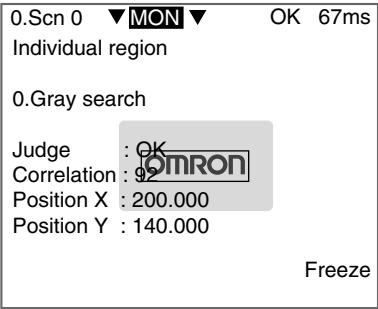 0.Scn 0 ▼MON▼ OK 67ms
Individual region
0.Gray search
Judge : OK
OMRON
Correlation : 92
Position X : 200.000
Position Y : 140.000
Freeze